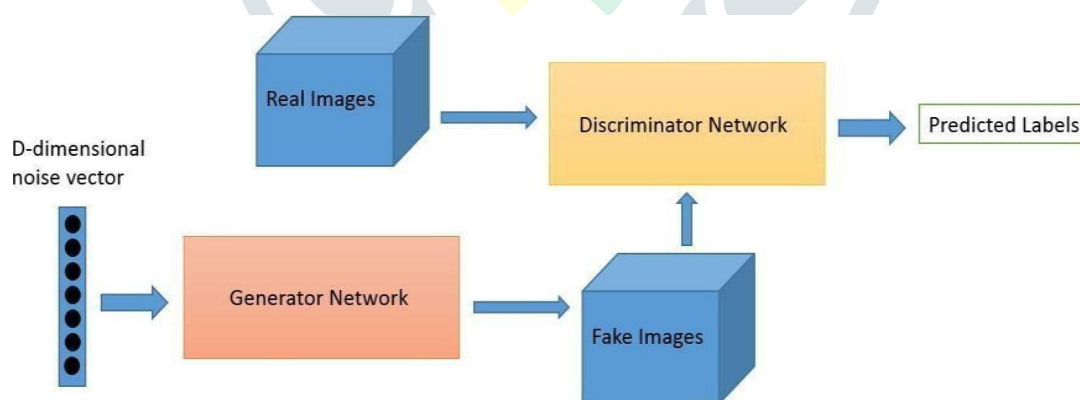 Real Images
Discriminator Network
Predicted Labels
D-dimensional
noise vector
Generator Network
Fake Images